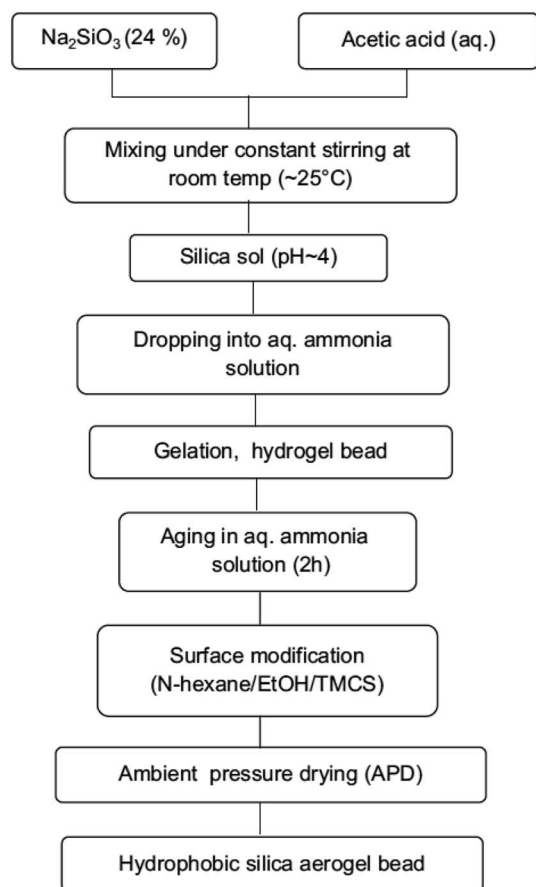 Na₂SiO₃ (24 %)
Acetic acid (aq.)
Mixing under constant stirring at
room temp (~25°C)
Silica sol (pH~4)
Dropping into aq. ammonia
solution
Gelation, hydrogel bead
Aging in aq. ammonia
solution (2h)
Surface modification
(N-hexane/EtOH/TMCS)
Ambient pressure drying (APD)
Hydrophobic silica aerogel bead